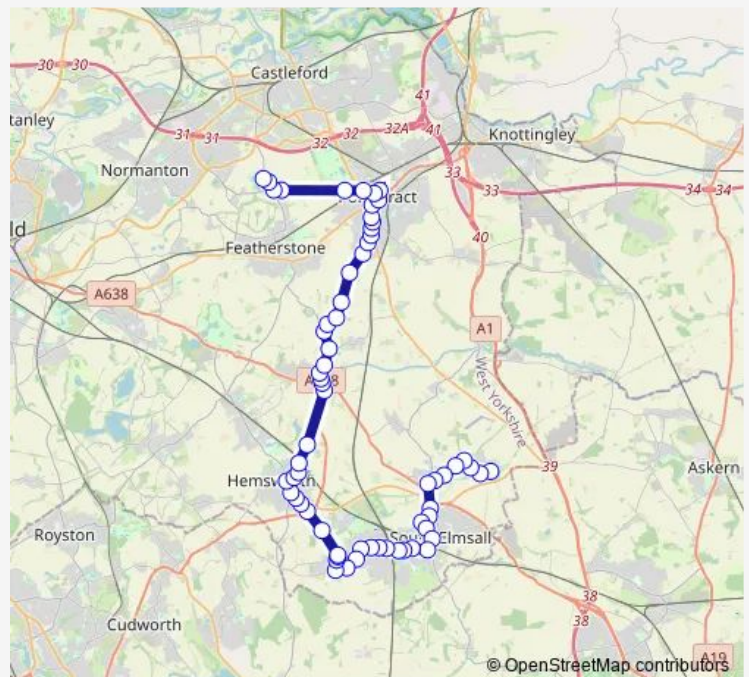 30 30
Castleford
41
tanley
31 31
32
32
32A
41
Knottingley
Normanton
33
33
34 34
ract
ld
Featherstone
40
A638
A1
West Yorkshire
Hemsworth
39
Askern
Royston
South Elmsall
38
38
Cudworth
A19
© OpenStreetMap contributors